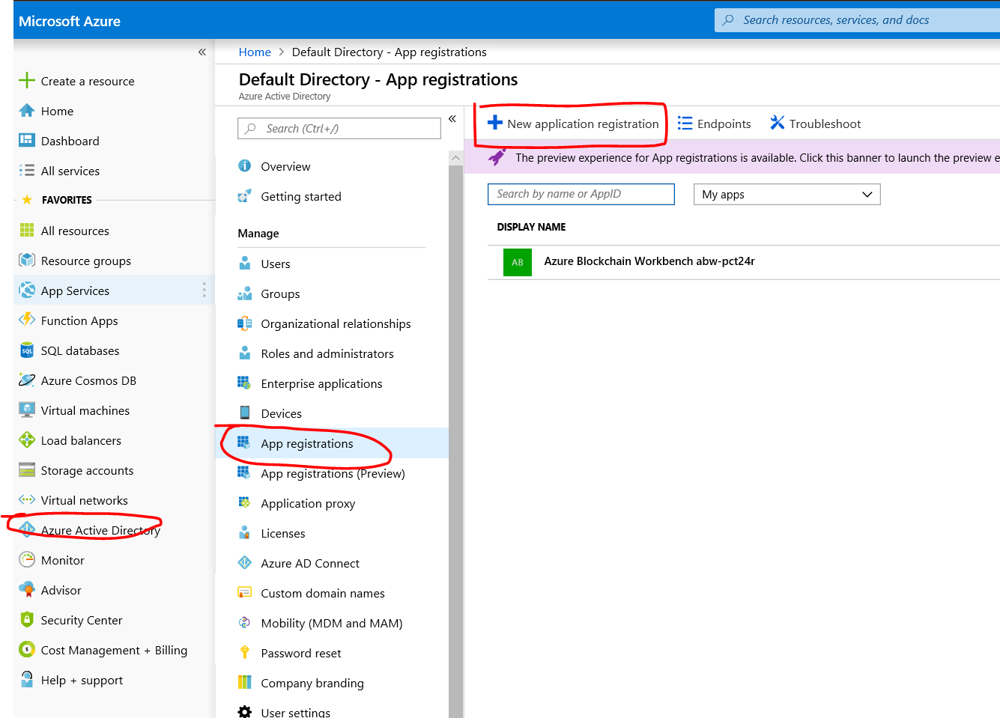 Microsoft Azure
Search resources, services, and docs
Home > Default Directory - App registrations
Default Directory - App registrations
Azure Active Directory
Create a resource
Home
Dashboard
All services
FAVORITES
All resources
Resource groups
App Services
Function Apps
SQL databases
Azure Cosmos DB
Virtual machines
Load balancers
Storage accounts
Virtual networks
Azure Active Directory
Monitor
Advisor
Security Center
Cost Management + Billing
Help + support
Search (Ctrl+/)
Overview
Getting started
Manage
Users
Groups
Organizational relationships
Roles and administrators
Enterprise applications
Devices
App registrations
App registrations (Preview)
Application proxy
Licenses
Azure AD Connect
Custom domain names
Mobility (MDM and MAM)
Password reset
Company branding
User settings
New application registration
Endpoints
Troubleshoot
The preview experience for App registrations is available. Click this banner to launch the preview e
Search by name or AppID
My apps
DISPLAY NAME
AB
Azure Blockchain Workbench abw-pct24r